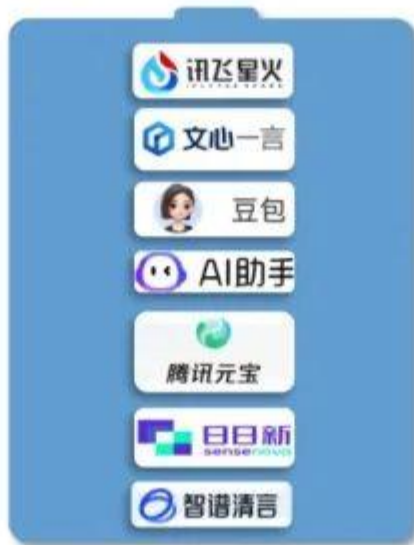 讯飞星火
文心一言
豆包
AI助手
腾讯元宝
日日新
sensenova
智谱清言